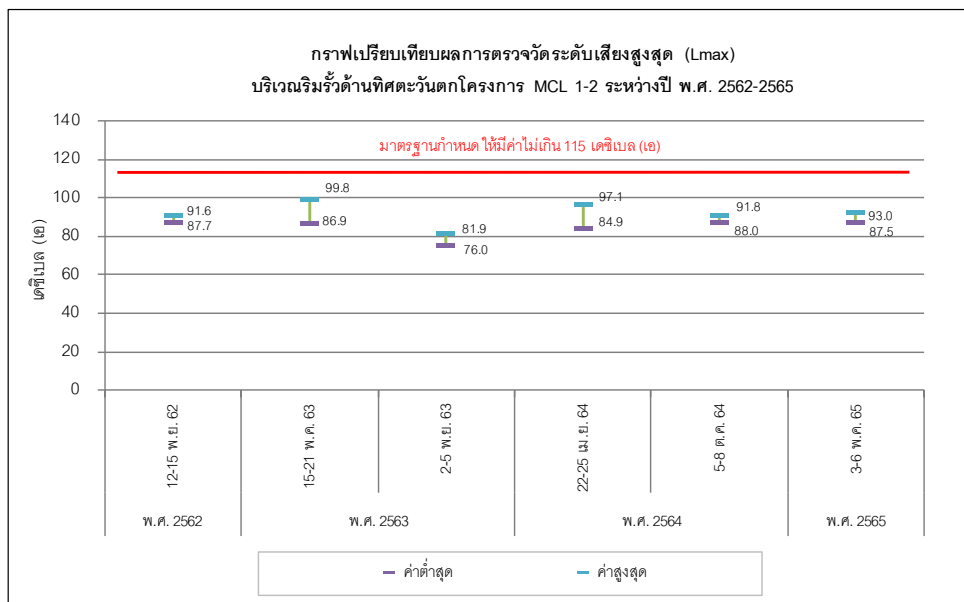 กราฟเปรียบเทียบผลการตรวจวัดระดับเสียงสูงสุด (Lmax)
บริเวณริมรั้วด้านทิศตะวันตกโครงการ MCL 1-2 ระหว่างปี พ.ศ. 2562-2565
140
120
100
80
60
40
20
0
เดซิเบล (เอ)
มาตรฐานกำหนด ให้มีค่าไม่เกิน 115 เดซิเบล (เอ)
91.6
87.7
99.8
86.9
81.9
76.0
97.1
84.9
91.8
88.0
93.0
87.5
12-15 พ.ย. 62
15-21 พ.ค. 63
2-5 พ.ย. 63
22-25 เม.ย. 64
5-8 ต.ค. 64
3-6 พ.ค. 65
พ.ศ. 2562
พ.ศ. 2563
พ.ศ. 2564
พ.ศ. 2565
ค่าต่ำสุด
ค่าสูงสุด